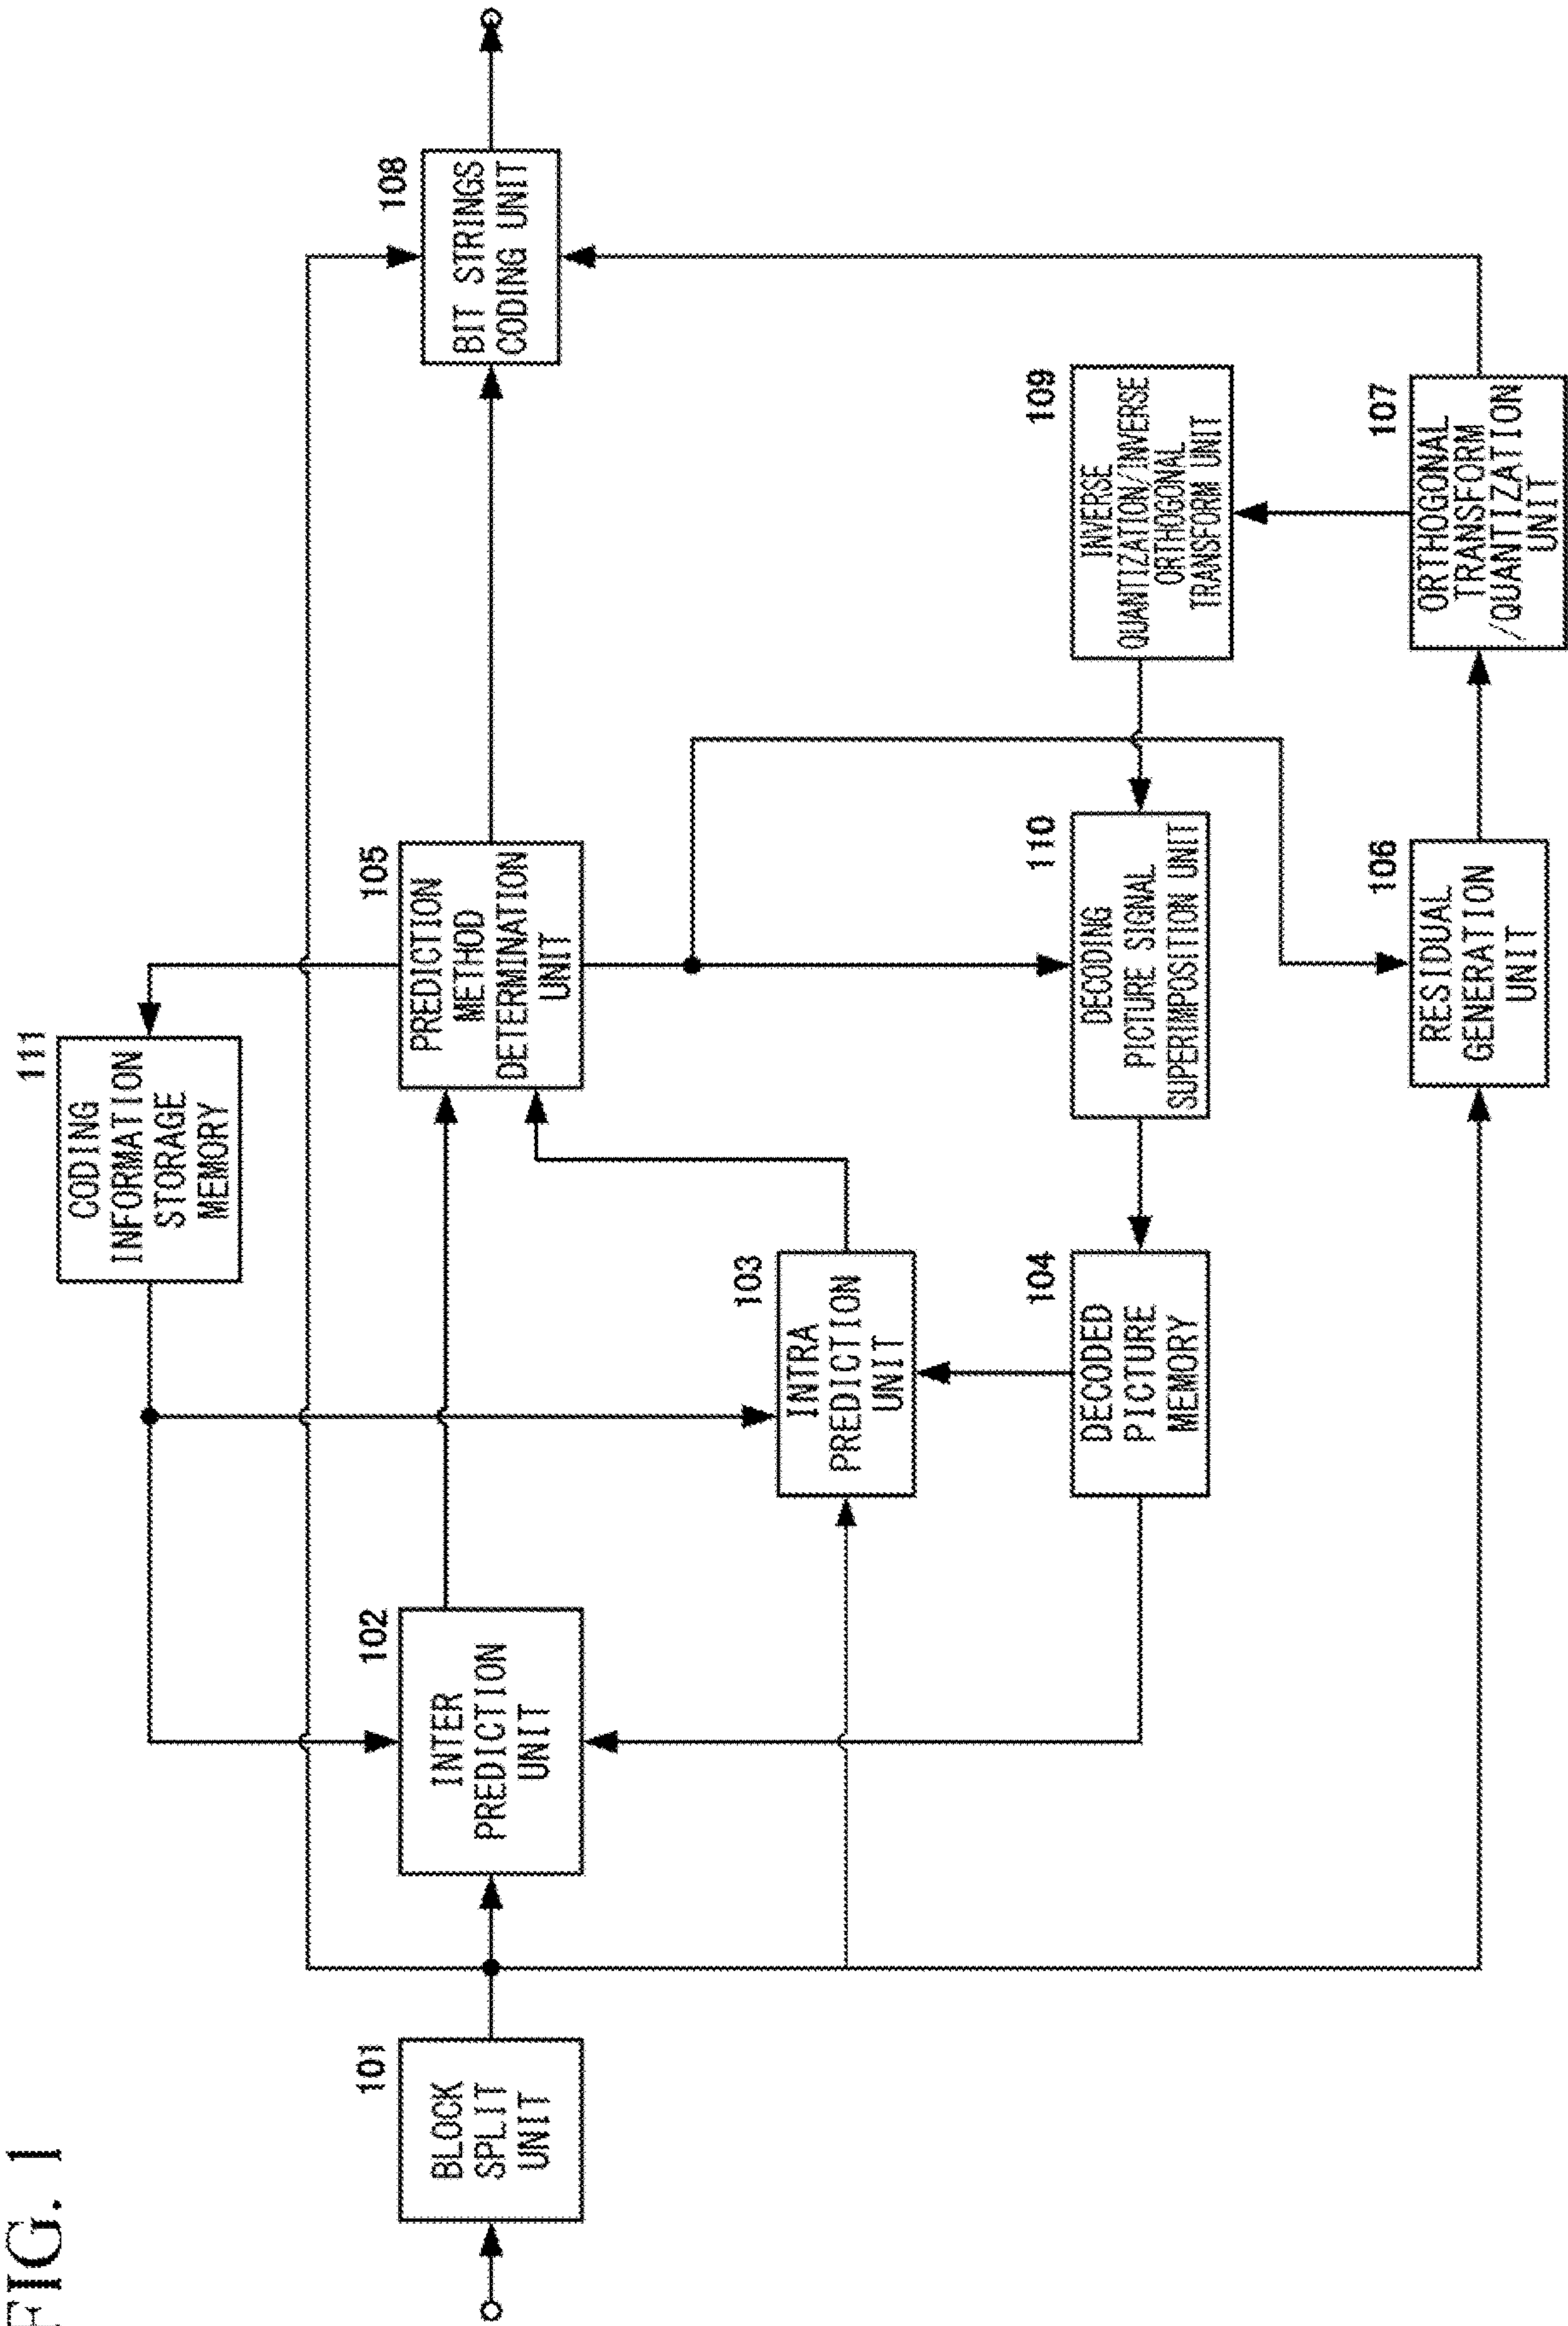 FIG. 1
111
CODING
INFORMATION
STORAGE
MEMORY
101
BLOCK
SPLIT
UNIT
102
INTER
PREDICTION
UNIT
105
PREDICTION
METHOD
DETERMINATION
UNIT
108
BIT STRINGS
CODING UNIT
103
INTRA
PREDICTION
UNIT
104
DECODED
PICTURE
MEMORY
110
DECODING
PICTURE SIGNAL
SUPERIMPOSITION UNIT
109
INVERSE
QUANTIZATION/INVERSE
ORTHOGONAL
TRANSFORM UNIT
106
RESIDUAL
GENERATION
UNIT
107
ORTHOGONAL
TRANSFORM
/QUANTIZATION
UNIT